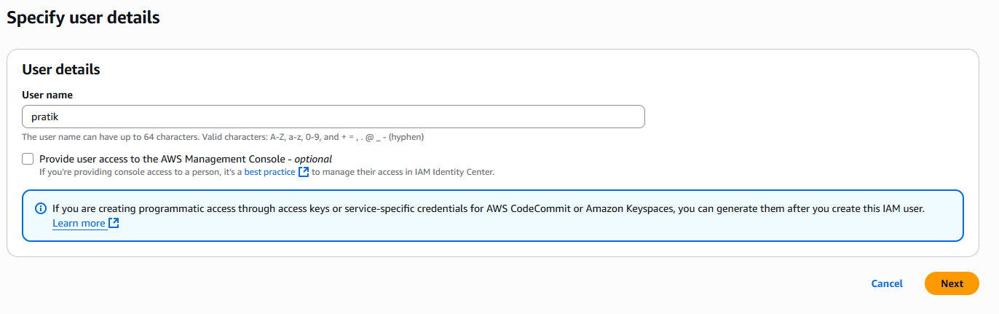 Specify user details
User details
User name
pratik
The user name can have up to 64 characters. Valid characters: A-Z, a-z, 0-9, and + = , . @ _ - (hyphen)
Provide user access to the AWS Management Console - optional
If you're providing console access to a person, it's a best practice to manage their access in IAM Identity Center.
If you are creating programmatic access through access keys or service-specific credentials for AWS CodeCommit or Amazon Keyspaces, you can generate them after you create this IAM user.
Learn more
Cancel Next